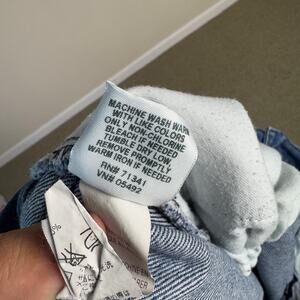 MACHINE WASH WARM
WITH LIKE COLORS
ONLY NON-CHLORINE
BLEACH IF NEEDED
TUMBLE DRY LOW,
REMOVE PROMPTLY
WARM IRON IF NEEDED
RN# 71341
VN# 05492